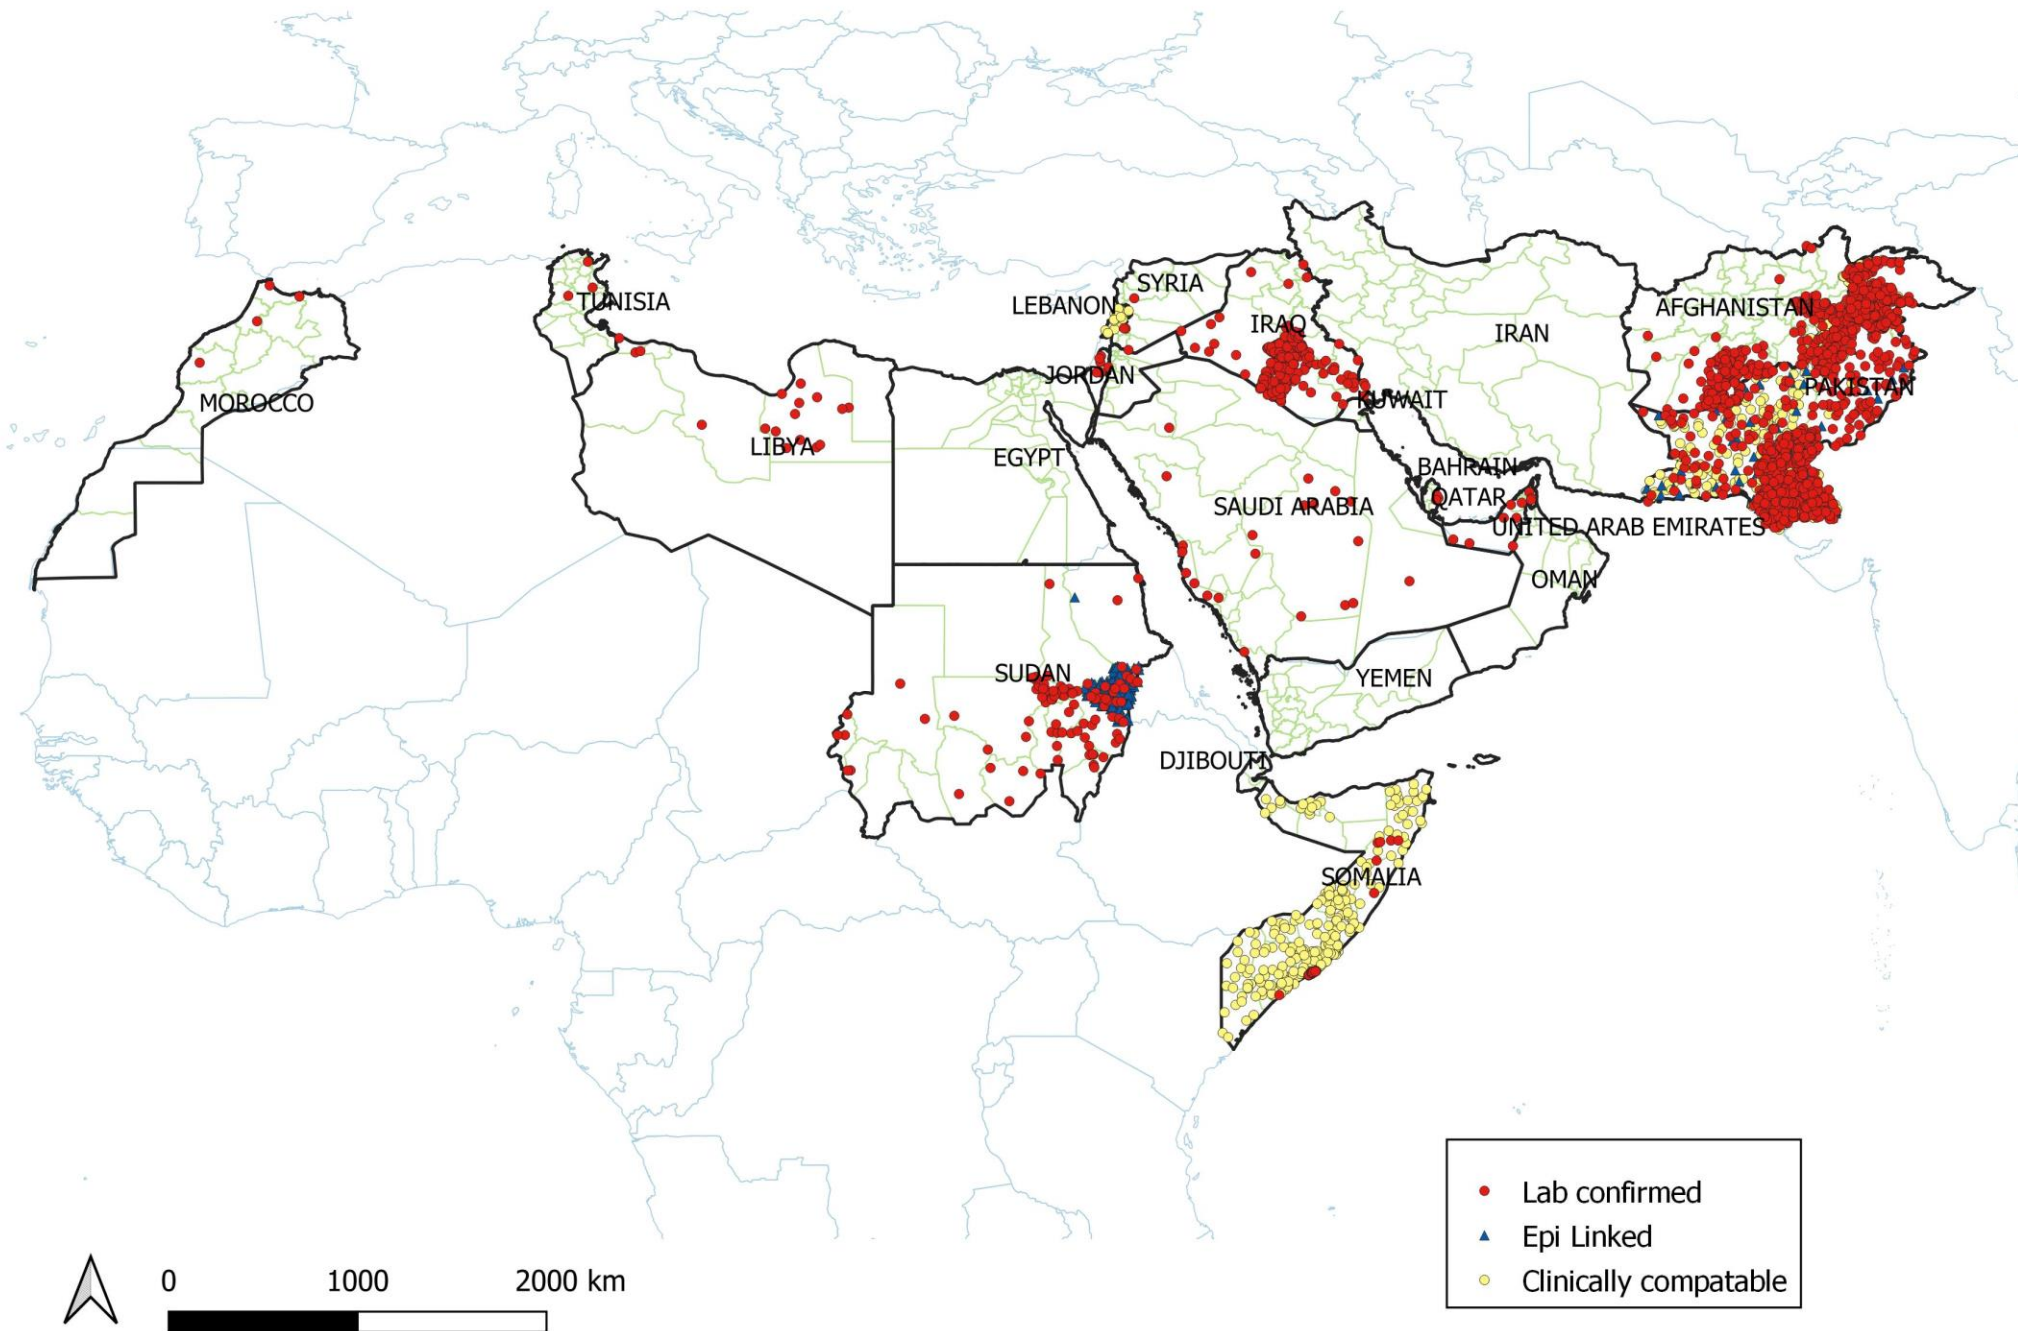 SYRIA
LEBANON
TUNISIA
AFGHANISTAN
IRAQ
IRAN
JORDAN
PAKISTAN
MOROCCO
KUWAIT
LIBYA
EGYPT
BAHRAIN
QATAR
SAUDI ARABIA
UNITED ARAB EMIRATES
OMAN
SUDAN
YEMEN
DJIBOUTI
SOMALIA
Lab confirmed
Epi Linked
Clinically compatable
0 1000 2000 km